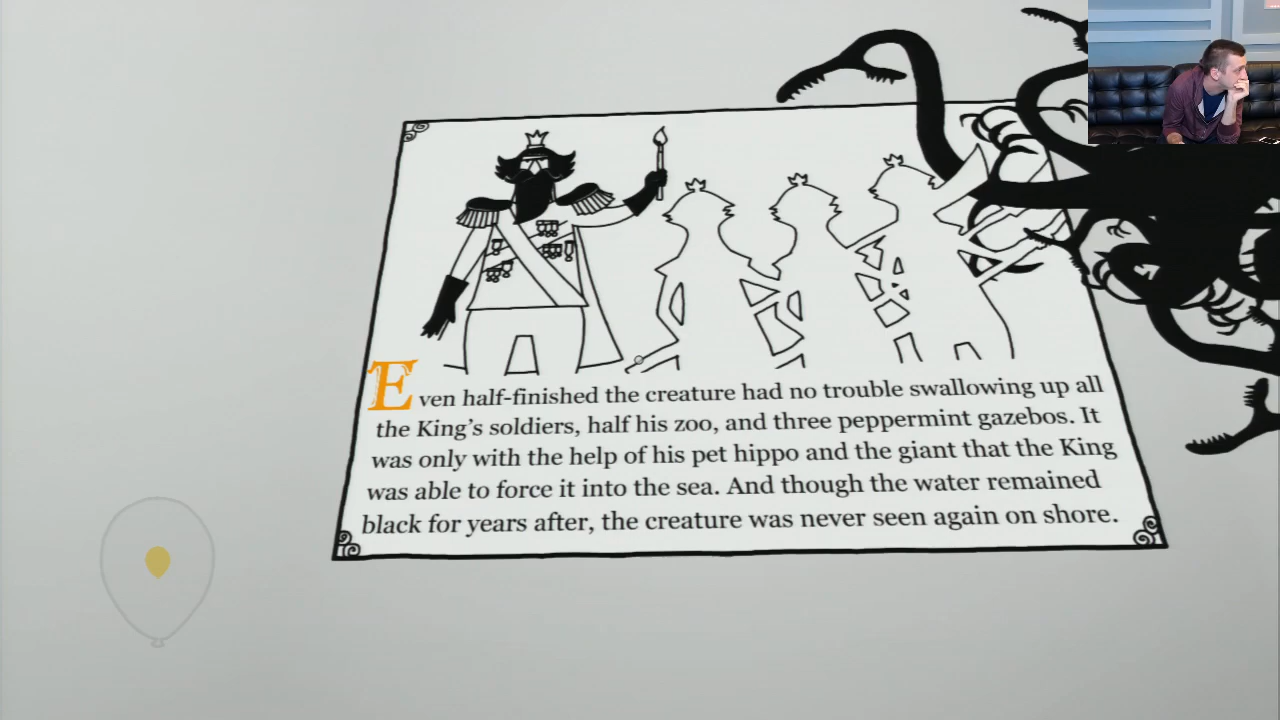 Even half-finished the creature had no trouble swallowing up all
the King's soldiers, half his zoo, and three peppermint gazebos. It
was only with the help of his pet hippo and the giant that the King
was able to force it into the sea. And though the water remained
black for years after, the creature was never seen again on shore.